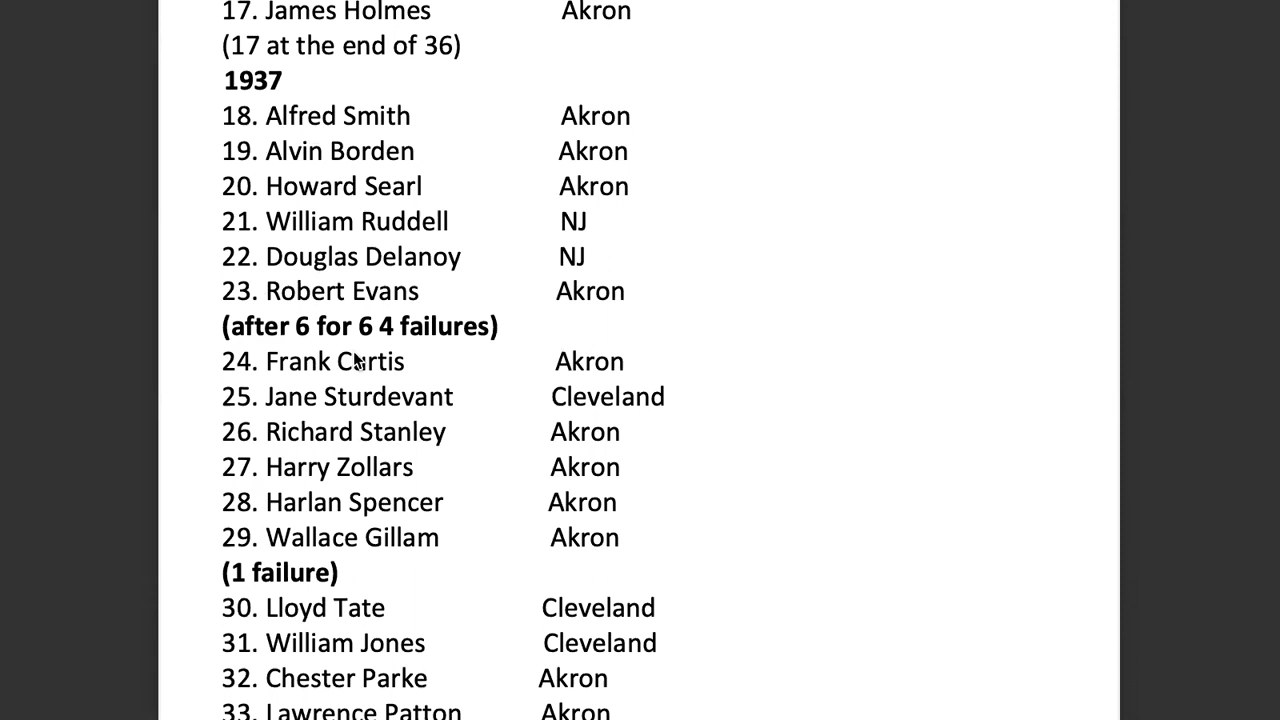 17. James Holmes Akron
(17 at the end of 36)
1937
18. Alfred Smith Akron
19. Alvin Borden Akron
20. Howard Searl Akron
21. William Ruddell NJ
22. Douglas Delanoy NJ
23. Robert Evans Akron
(after 6 for 6 4 failures)
24. Frank Curtis Akron
25. Jane Sturdevant Cleveland
26. Richard Stanley Akron
27. Harry Zollars Akron
28. Harlan Spencer Akron
29. Wallace Gillam Akron
(1 failure)
30. Lloyd Tate Cleveland
31. William Jones Cleveland
32. Chester Parke Akron
33. Lawrence Patton Akron